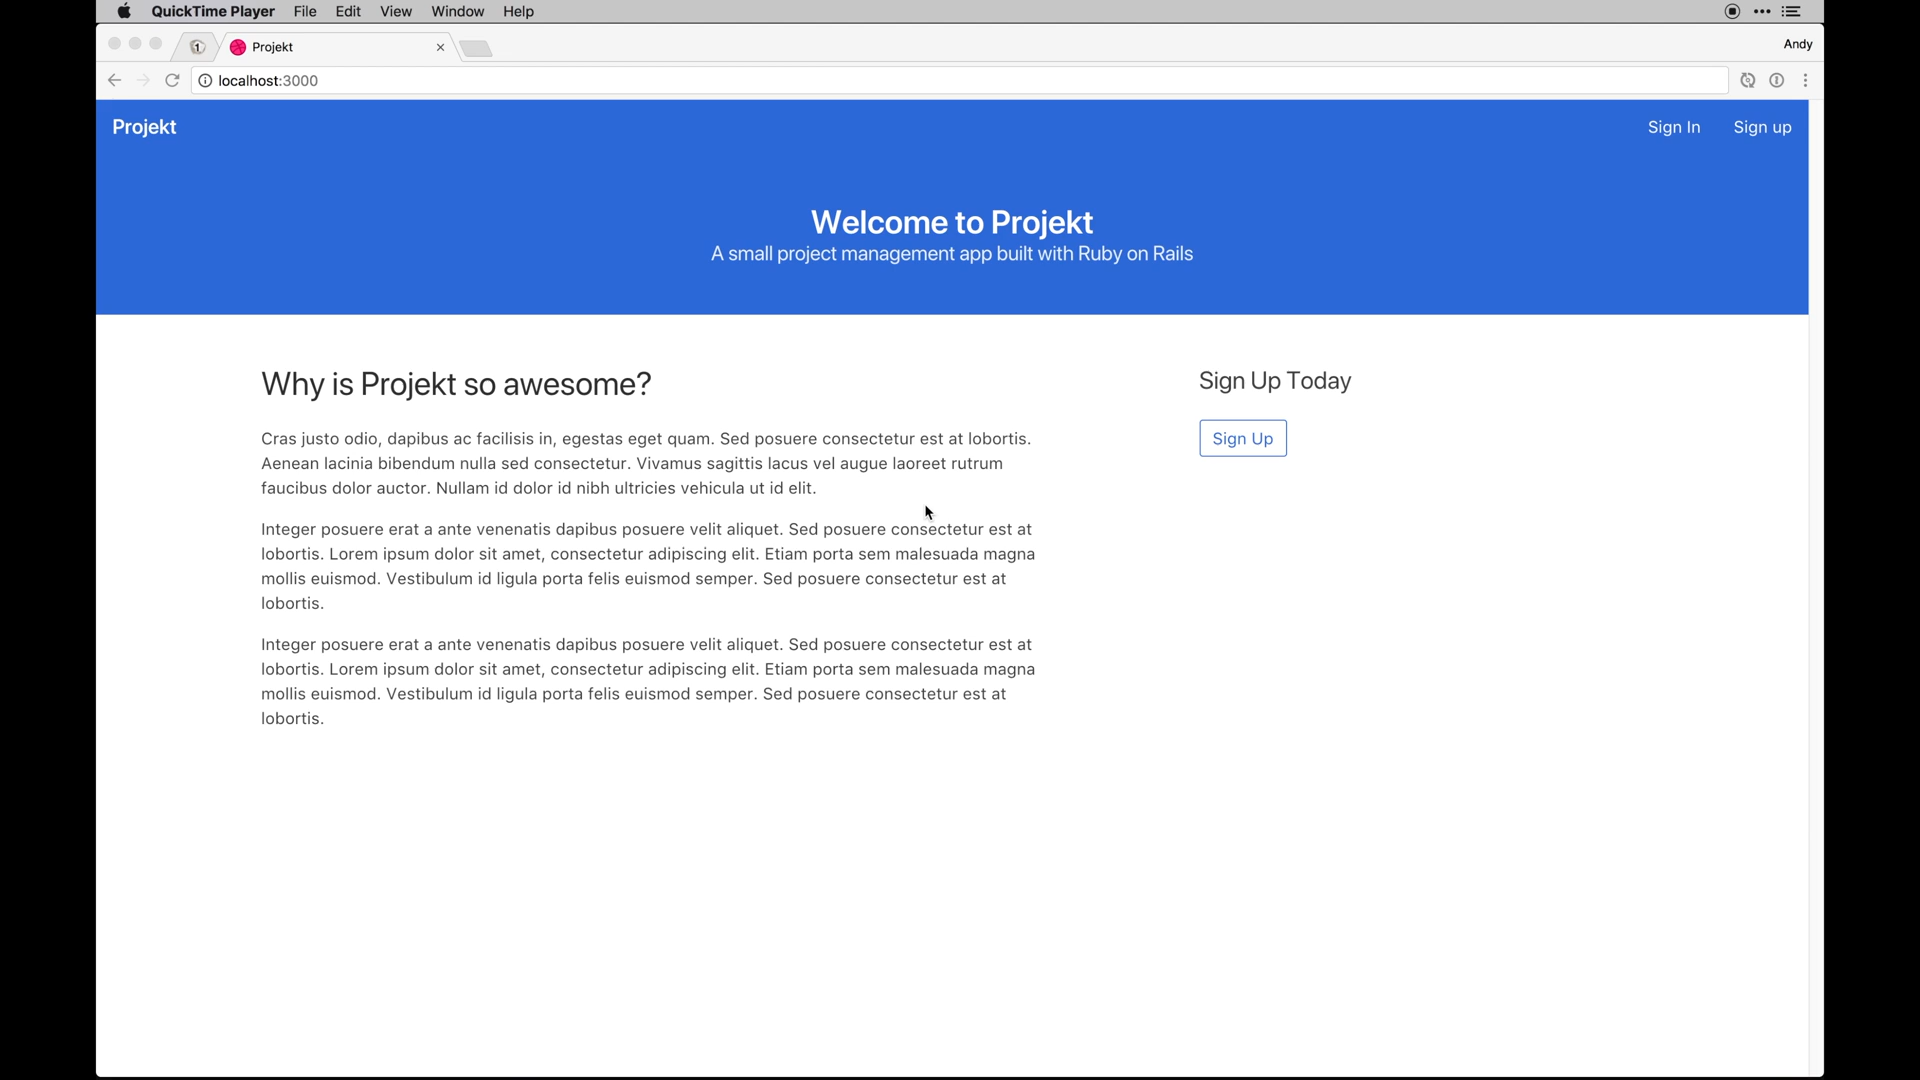 QuickTime Player File Edit View Window Help
1 Projekt
Andy
localhost:3000
Projekt
Sign In Sign up
Welcome to Projekt
A small project management app built with Ruby on Rails
Why is Projekt so awesome?
Cras justo odio, dapibus ac facilisis in, egestas eget quam. Sed posuere consectetur est at lobortis.
Aenean lacinia bibendum nulla sed consectetur. Vivamus sagittis lacus vel augue laoreet rutrum
faucibus dolor auctor. Nullam id dolor id nibh ultricies vehicula ut id elit.
Integer posuere erat a ante venenatis dapibus posuere velit aliquet. Sed posuere consectetur est at
lobortis. Lorem ipsum dolor sit amet, consectetur adipiscing elit. Etiam porta sem malesuada magna
mollis euismod. Vestibulum id ligula porta felis euismod semper. Sed posuere consectetur est at
lobortis.
Integer posuere erat a ante venenatis dapibus posuere velit aliquet. Sed posuere consectetur est at
lobortis. Lorem ipsum dolor sit amet, consectetur adipiscing elit. Etiam porta sem malesuada magna
mollis euismod. Vestibulum id ligula porta felis euismod semper. Sed posuere consectetur est at
lobortis.
Sign Up Today
Sign Up